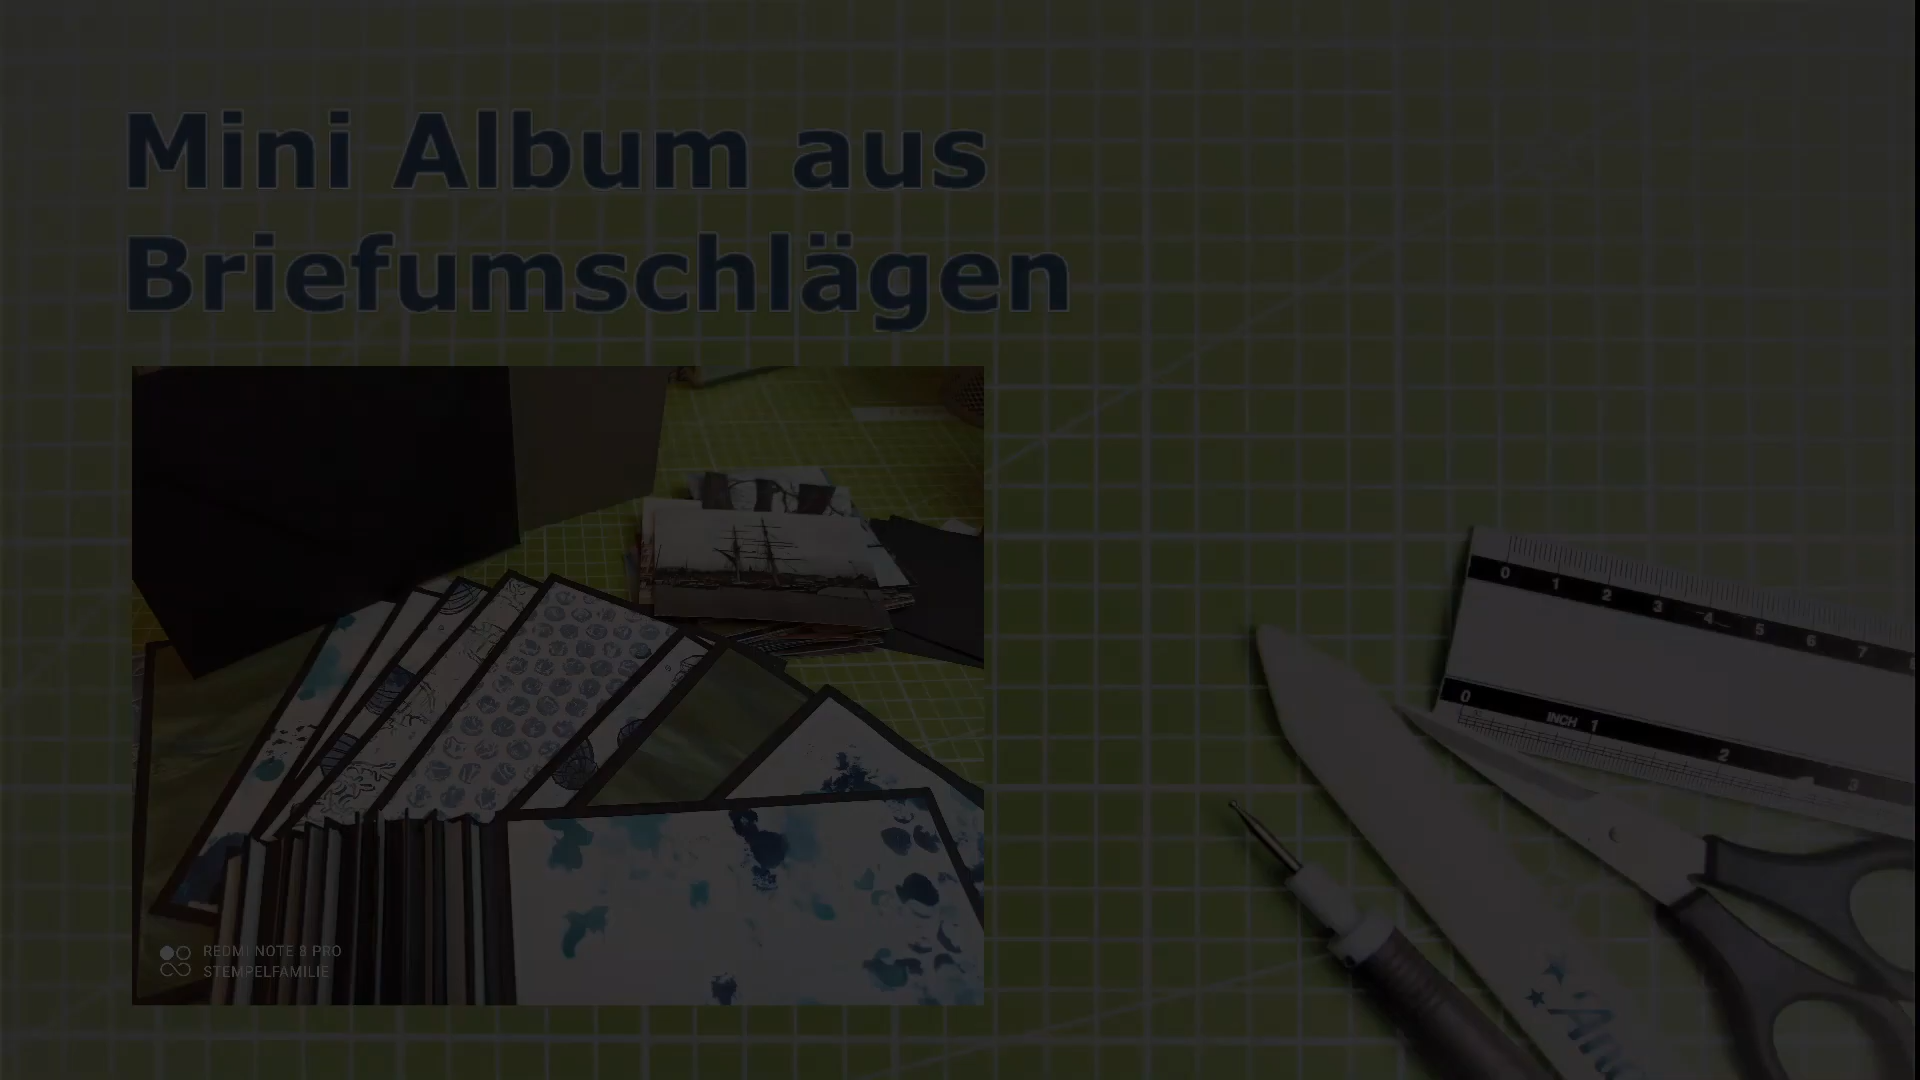 Mini Album aus
Briefumschlägen
0 1 2 3 4 5 6 7
0 INCH 1 2 3
REDMI NOTE 8 PRO
STEMPELFAMILIE